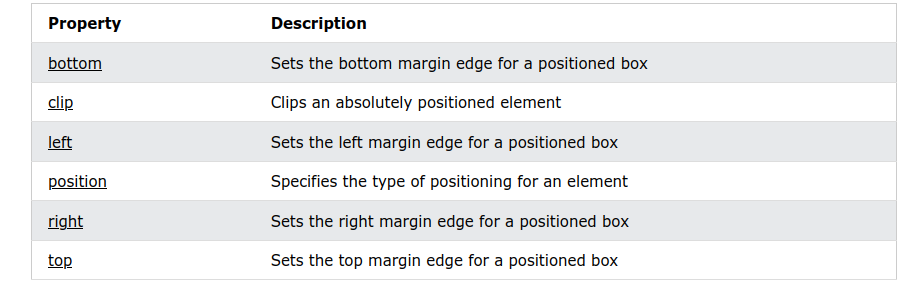 Property Description
bottom Sets the bottom margin edge for a positioned box
clip Clips an absolutely positioned element
left Sets the left margin edge for a positioned box
position Specifies the type of positioning for an element
right Sets the right margin edge for a positioned box
top Sets the top margin edge for a positioned box